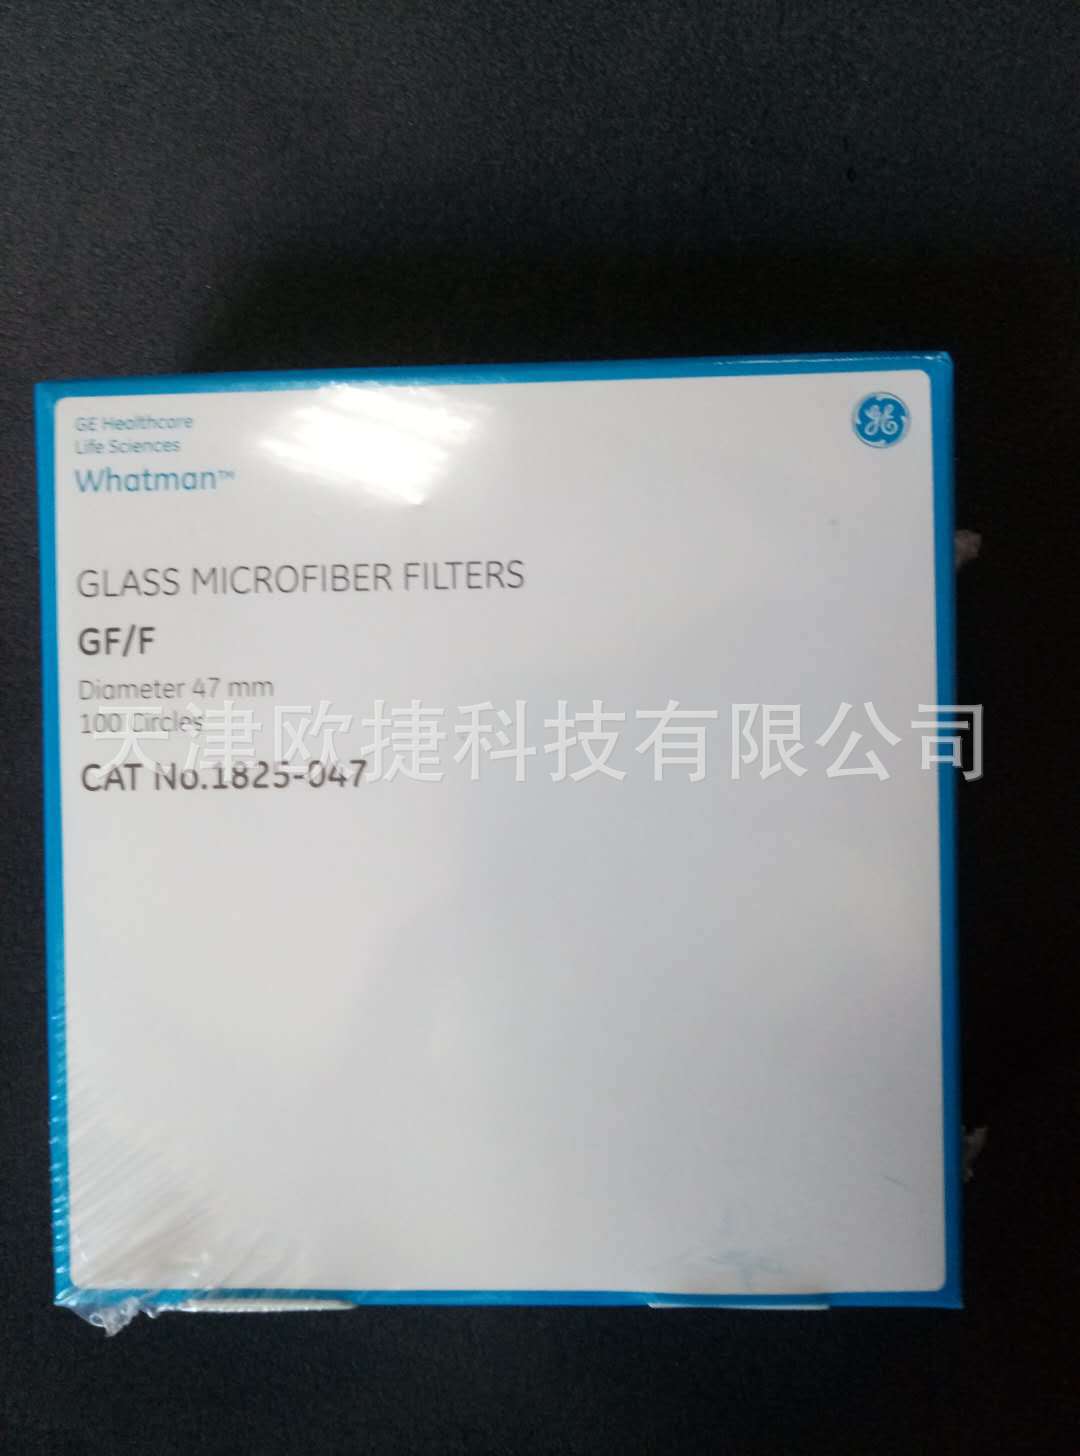 GE Healthcare
Life Sciences
Whatman™
GE
GLASS MICROFIBER FILTERS
GF/F
Diameter 47 mm
100 Circles
天津欧捷科技有限公司
CAT No.1825-047